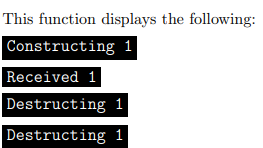 This function displays the following:
Constructing 1
Received 1
Destructing 1
Destructing 1